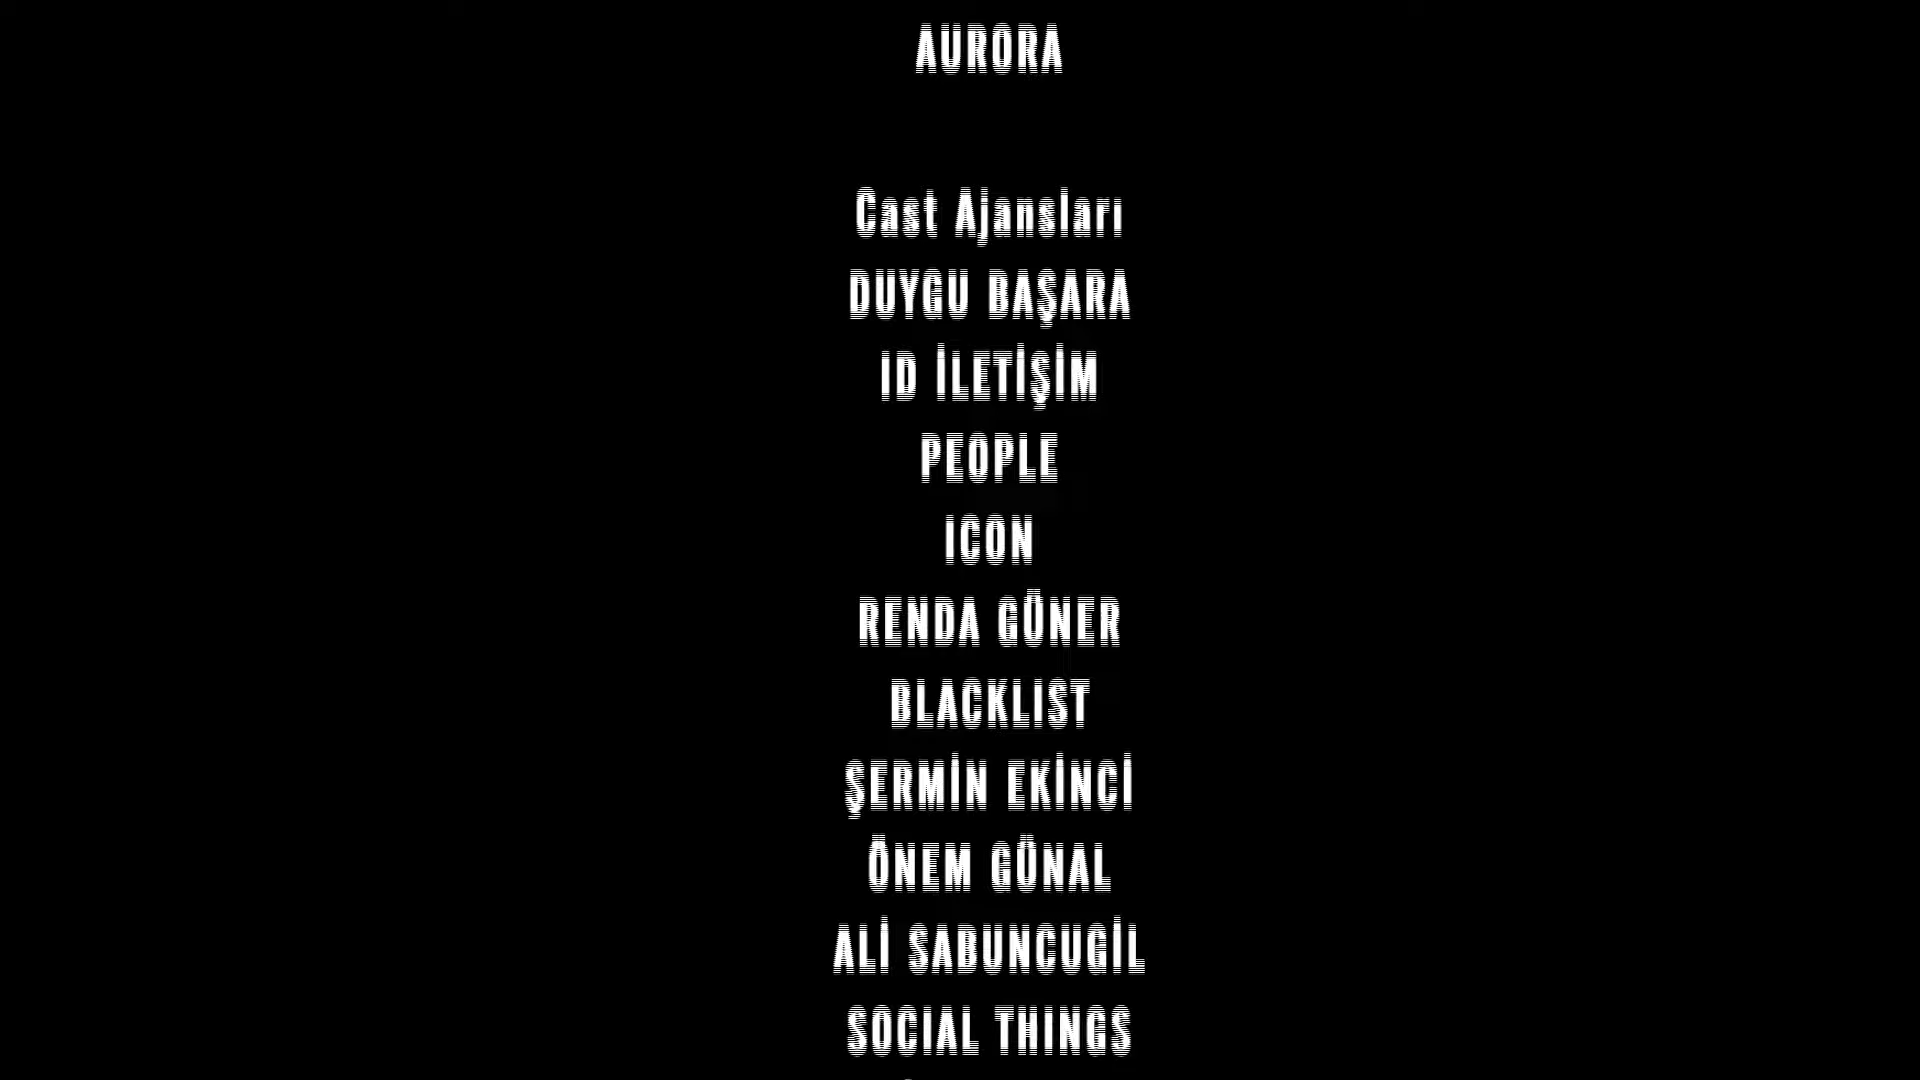 AURORA
Cast Ajansları
DUYGU BAŞARA
ID İLETİŞİM
PEOPLE
ICON
RENDA GÜNER
BLACKLIST
ŞERMİN EKİNCİ
ÖNEM GÜNAL
ALİ SABUNCUGİL
SOCIAL THINGS